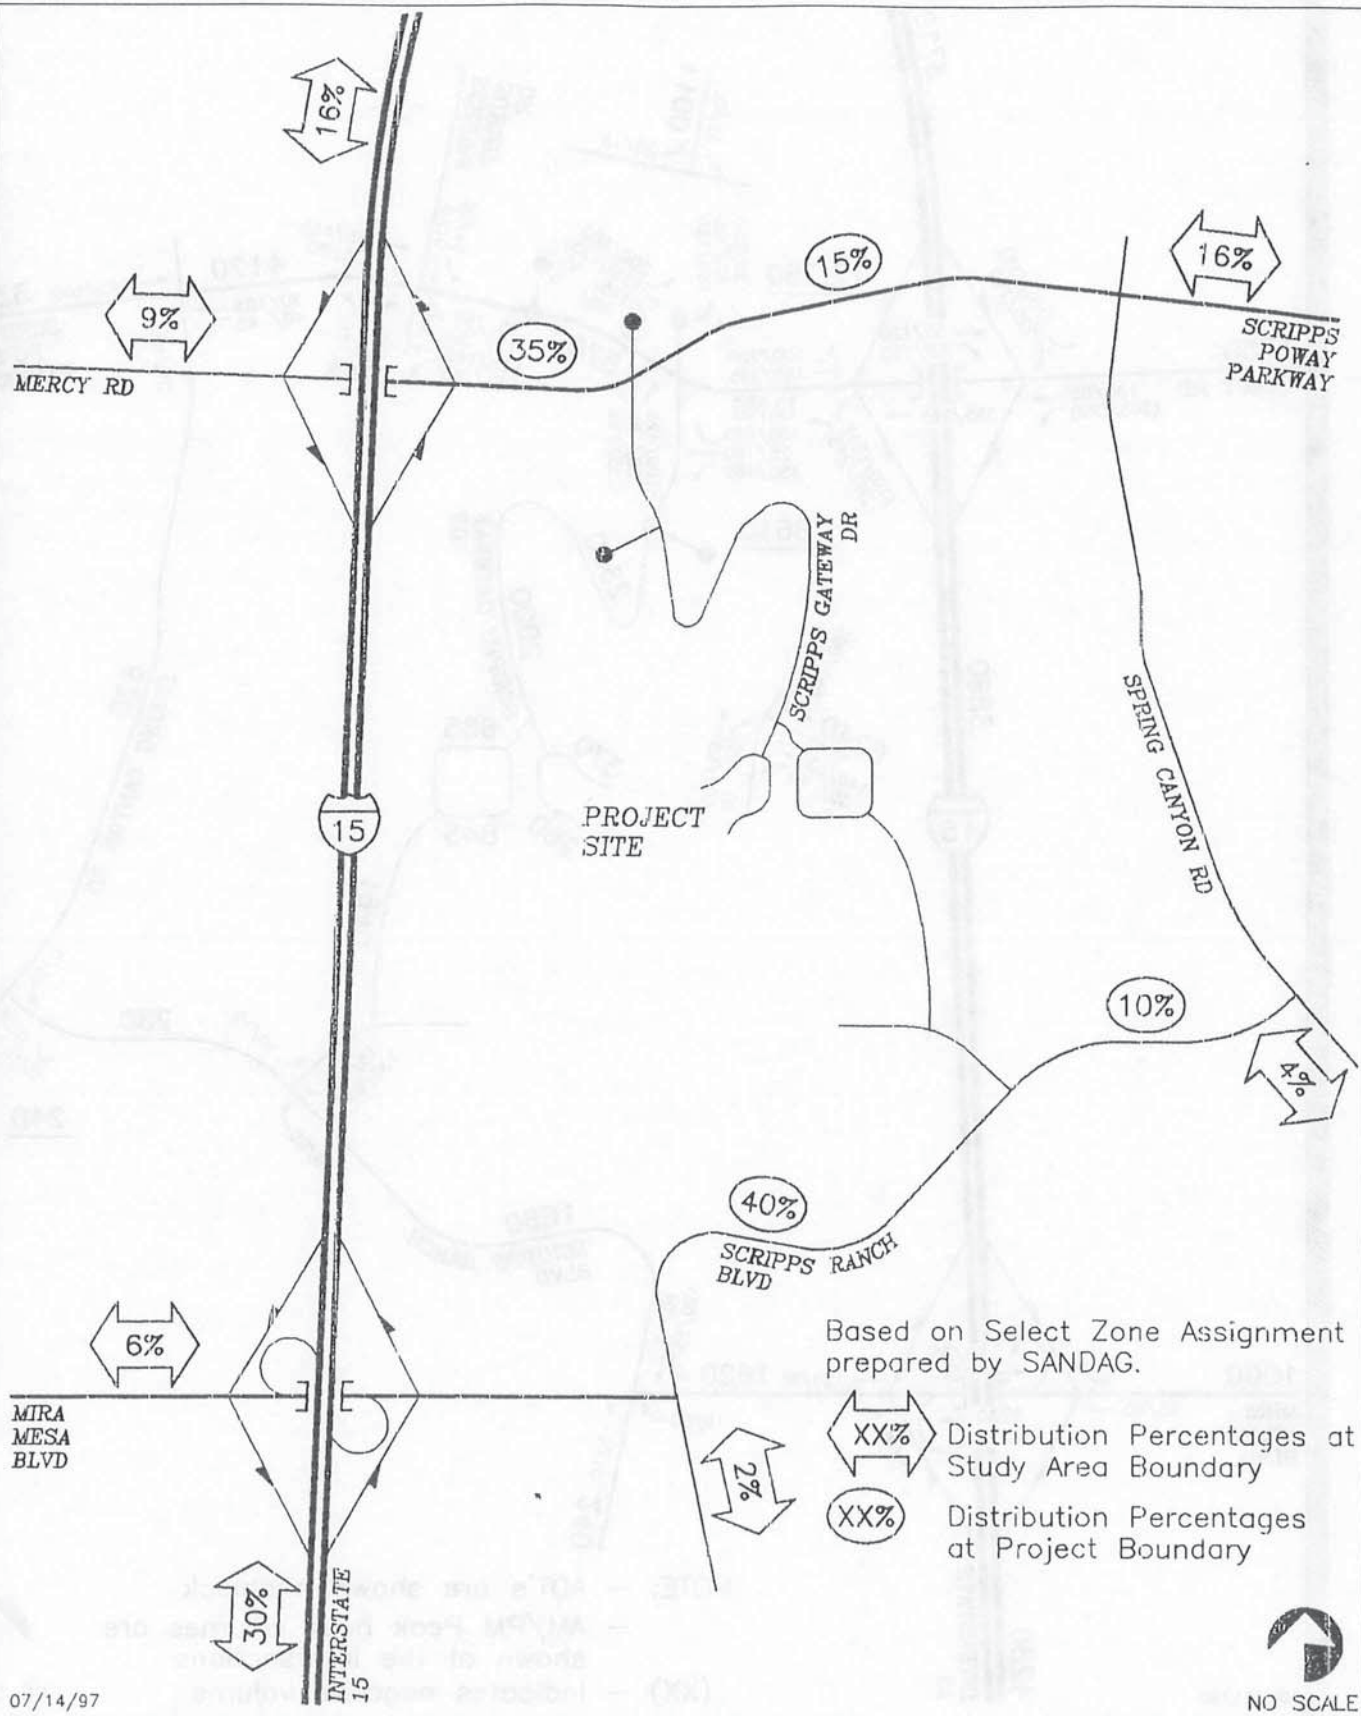 16%
15%
16%
9%
35%
SCRIPPS
POWAY
PARKWAY
MERCY RD
SCRIPPS GATEWAY
DR
SPRING CANYON RD
15
PROJECT
SITE
10%
4%
40%
SCRIPPS RANCH
BLVD
6%
MIRA
MESA
BLVD
2%
Based on Select Zone Assignment
prepared by SANDAG.
XX% Distribution Percentages at
Study Area Boundary
XX% Distribution Percentages
at Project Boundary
30%
INTERSTATE
15
07/14/97
NO SCALE